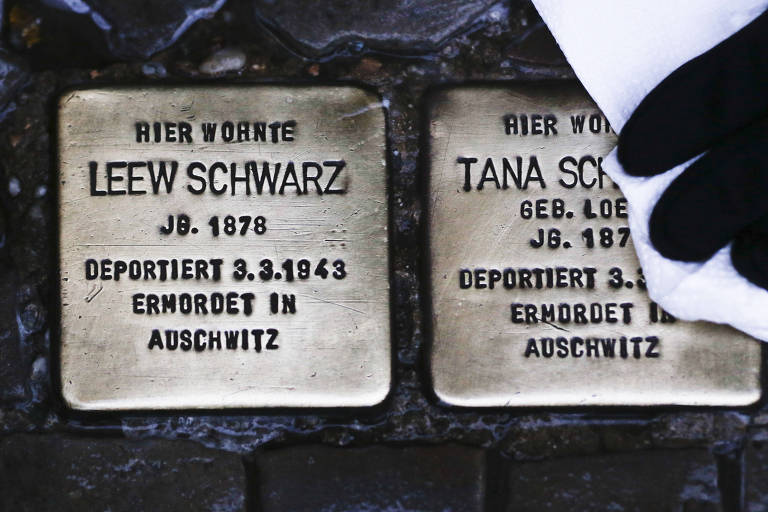 HIER WOHNTE
LEEW SCHWARZ
JG. 1878
DEPORTIERT 3.3.1943
ERMORDET IN
AUSCHWITZ
HIER
TANA
GEB.
JG.
DEPORTIERT
ERMORDET IN
AUSCHWITZ